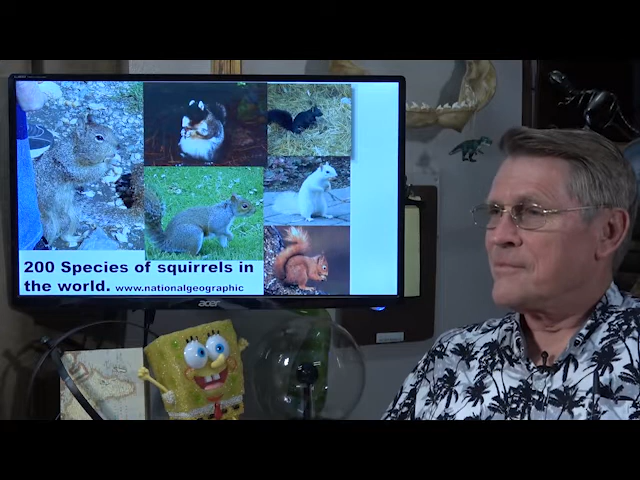 200 Species of squirrels in
the world. www.nationalgeographic
acer